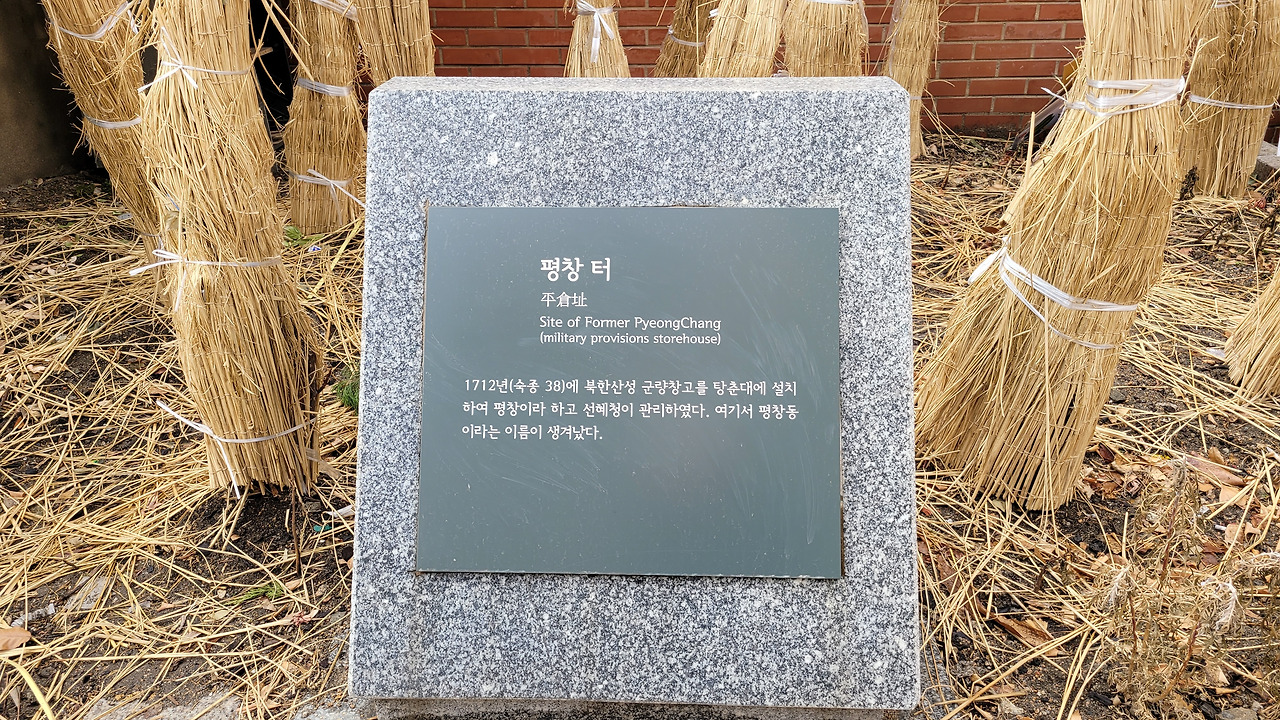 평창 터
平倉址
Site of Former PyeongChang
(military provisions storehouse)
1712년(숙종 38)에 북한산성 군량창고를 탕춘대에 설치
하여 평창이라 하고 선혜청이 관리하였다. 여기서 평창동
이라는 이름이 생겨났다.